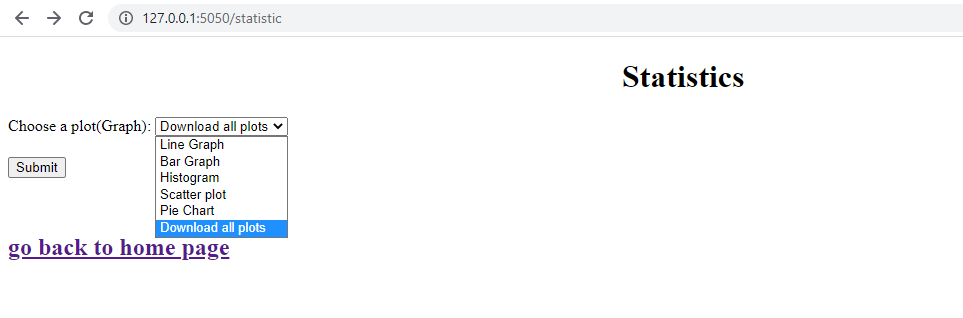 127.0.0.1:5050/statistic
Statistics
Choose a plot(Graph): Download all plots
Line Graph
Bar Graph
Histogram
Scatter plot
Pie Chart
Download all plots
Submit
go back to home page